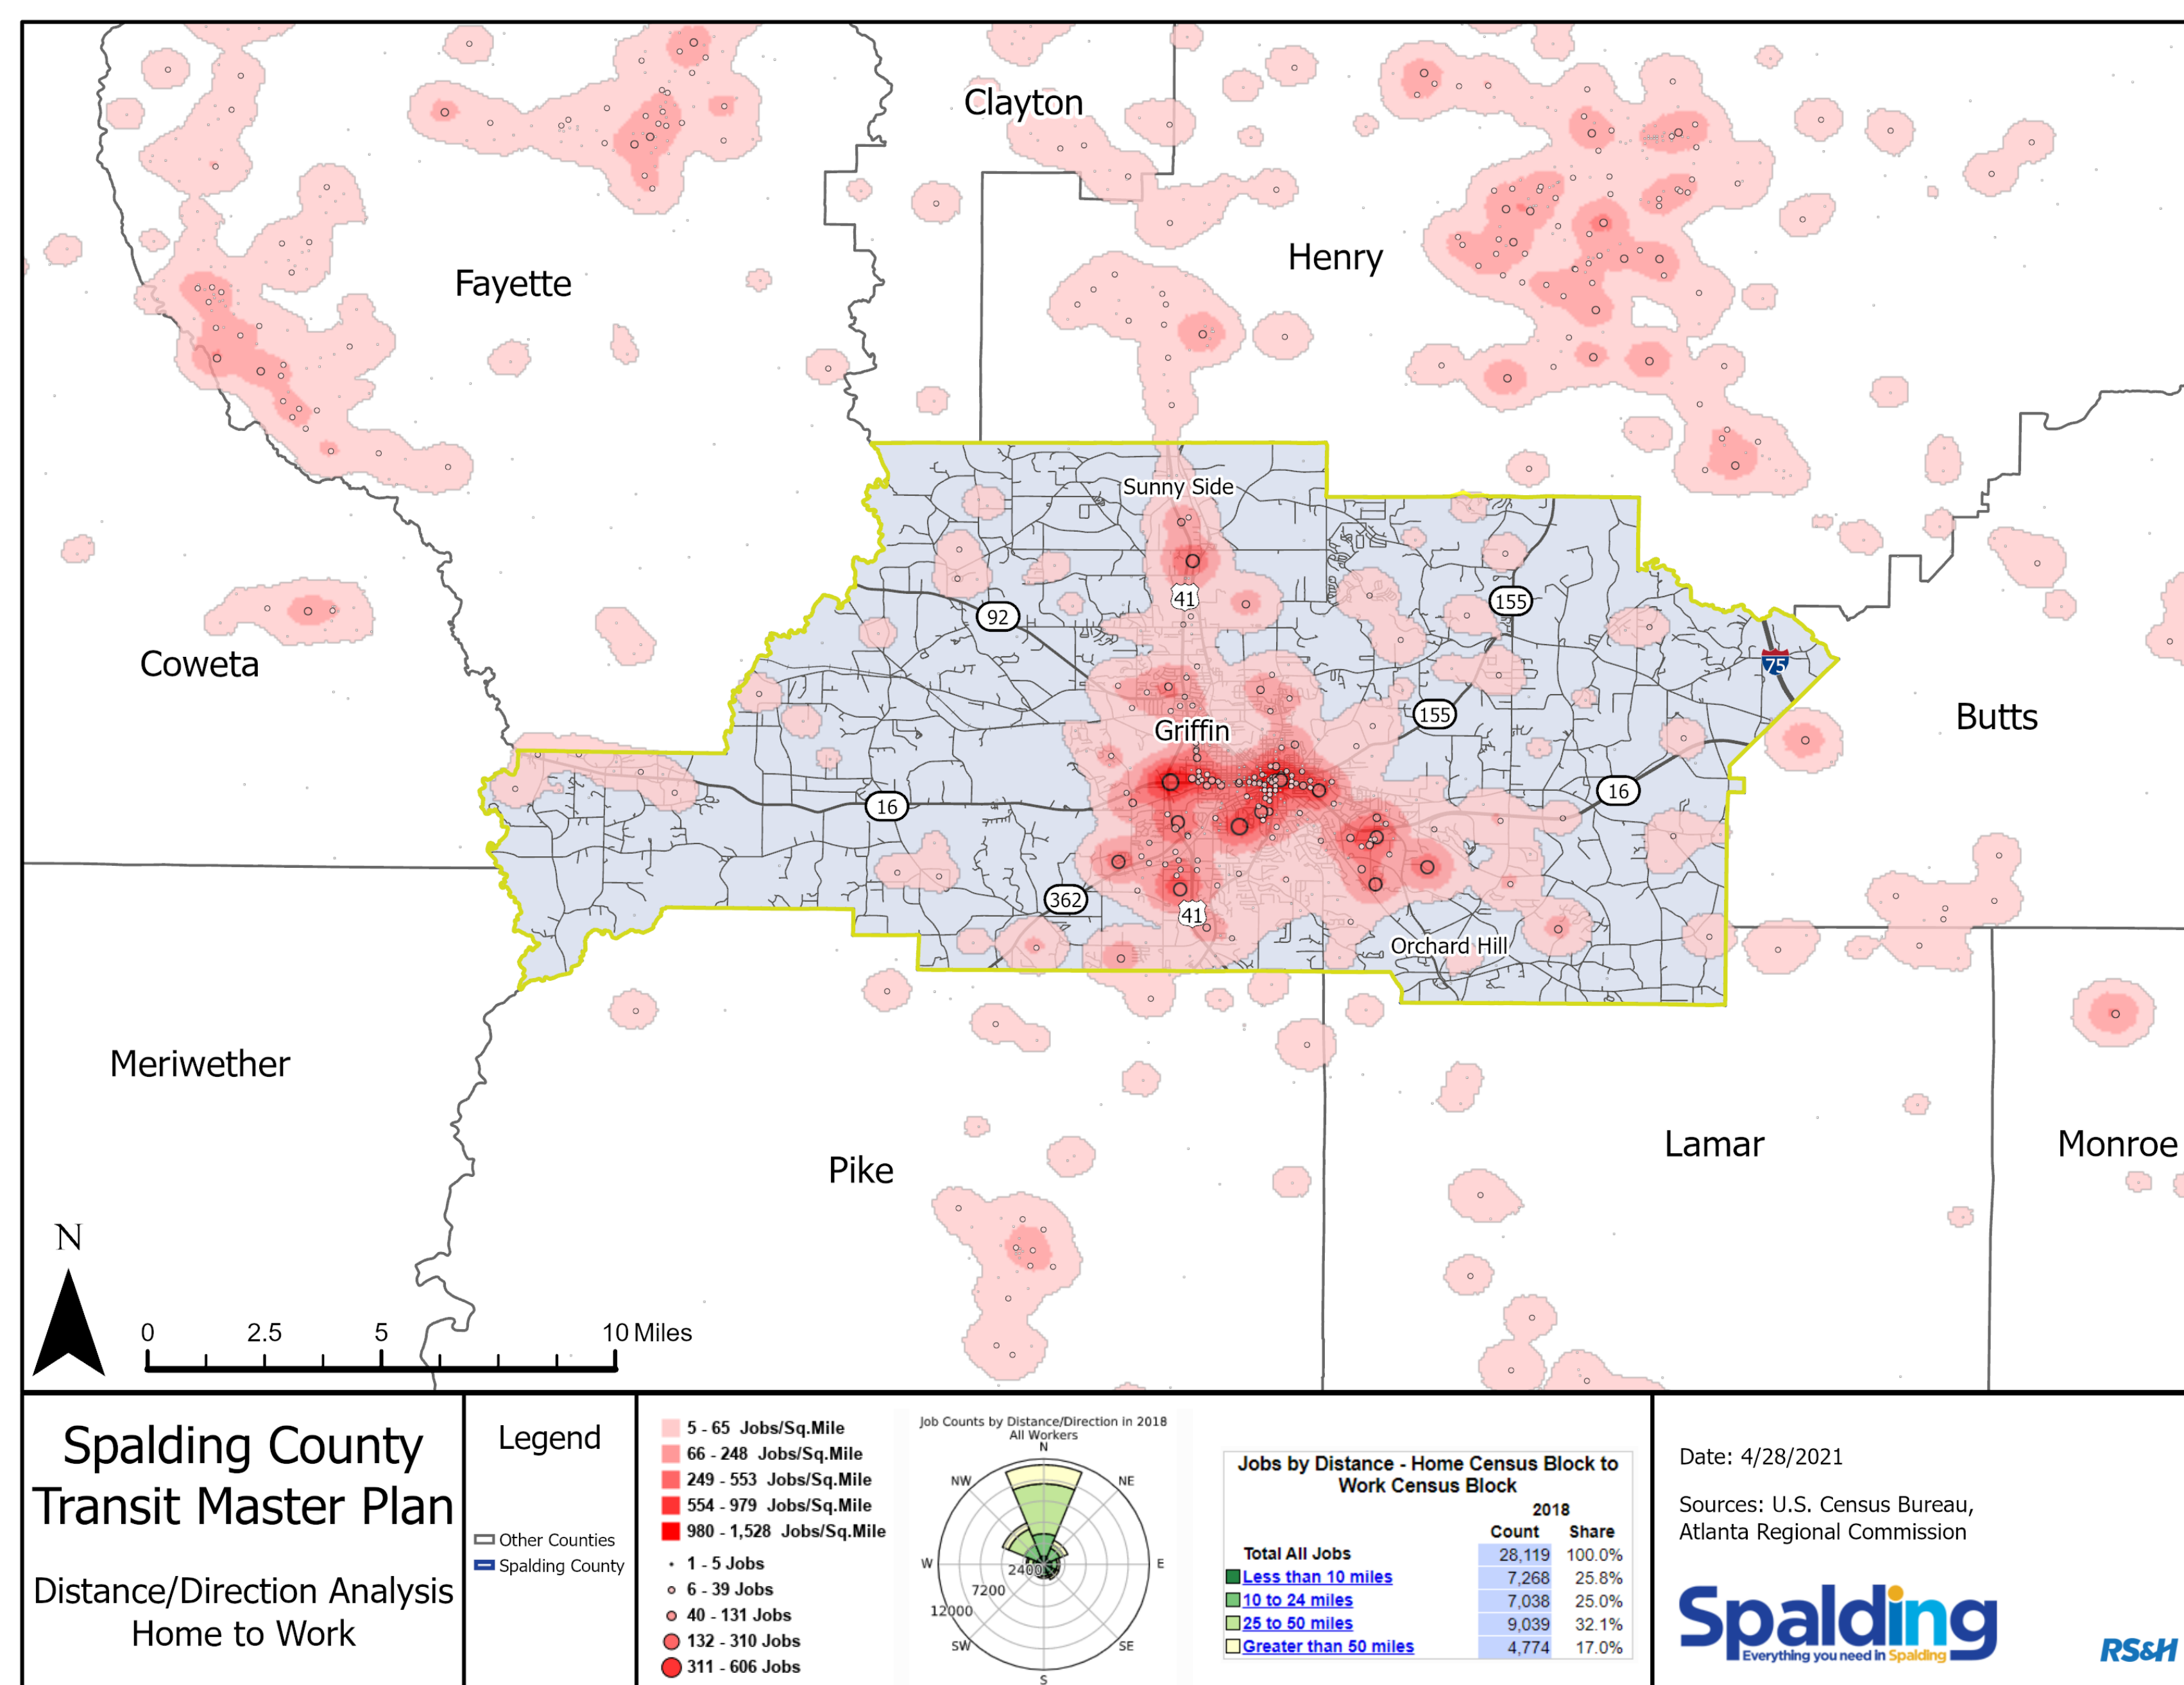 Clayton
Henry
Fayette
Sunny Side
41
92
155
Coweta
75
155
Butts
Griffin
16
16
362
41
Orchard Hill
Meriwether
Pike
Lamar
Monroe
N
0 2.5 5 10 Miles
Spalding County
Transit Master Plan
Distance/Direction Analysis
Home to Work
Legend
Other Counties
Spalding County
5 - 65 Jobs/Sq.Mile
66 - 248 Jobs/Sq.Mile
249 - 553 Jobs/Sq.Mile
554 - 979 Jobs/Sq.Mile
980 - 1,528 Jobs/Sq.Mile
1 - 5 Jobs
6 - 39 Jobs
40 - 131 Jobs
132 - 310 Jobs
311 - 606 Jobs
Job Counts by Distance/Direction in 2018
All Workers
N
NW NE
W E
2400
7200
12000
SW SE
S
Jobs by Distance - Home Census Block to
Work Census Block
2018
Count Share
Total All Jobs 28,119 100.0%
Less than 10 miles 7,268 25.8%
10 to 24 miles 7,038 25.0%
25 to 50 miles 9,039 32.1%
Greater than 50 miles 4,774 17.0%
Date: 4/28/2021
Sources: U.S. Census Bureau,
Atlanta Regional Commission
Spalding
Everything you need in Spalding
RS&H